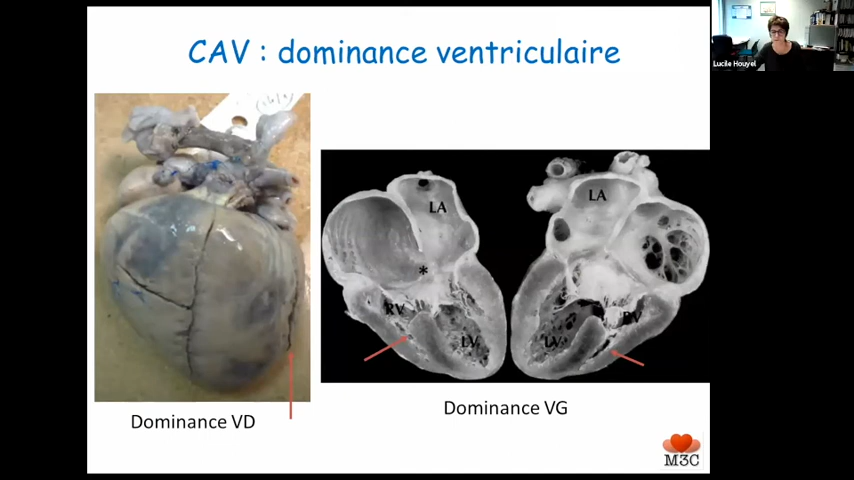 CAV : dominance ventriculaire
Lucile Houyel
LA
LA
*
RV
RV
LV
LV
Dominance VD
Dominance VG
M3C